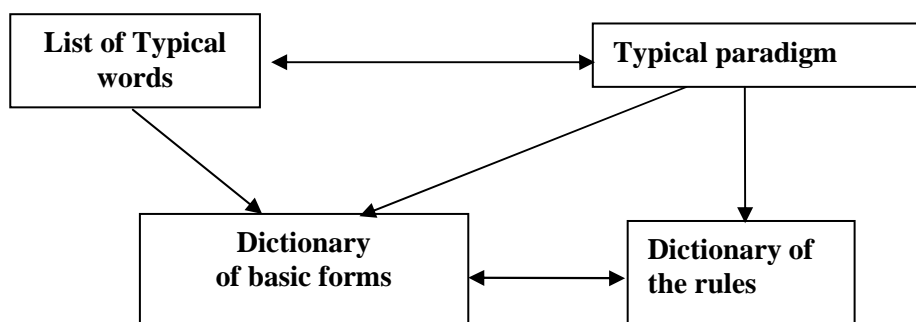 List of Typical
words
Typical paradigm
Dictionary
of basic forms
Dictionary of
the rules